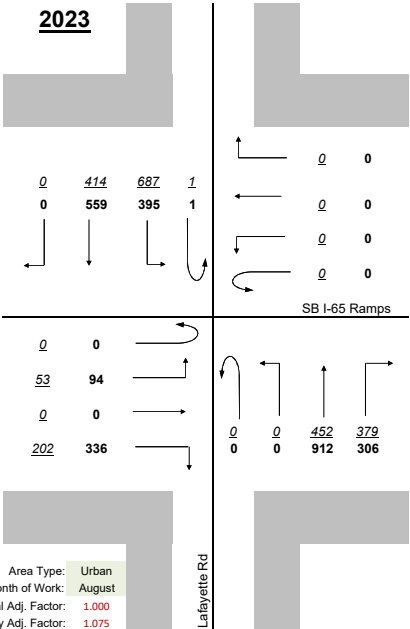 2023
0 414 687 1
0 559 395 1
0 0
0 0
0 0
0 0
SB I-65 Ramps
0 0
53 94
0 0
202 336
0 0 452 379
0 0 912 306
Lafayette Rd
Area Type: Urban
onth of Work: August
al Adj. Factor: 1.000
y Adj. Factor: 1.075